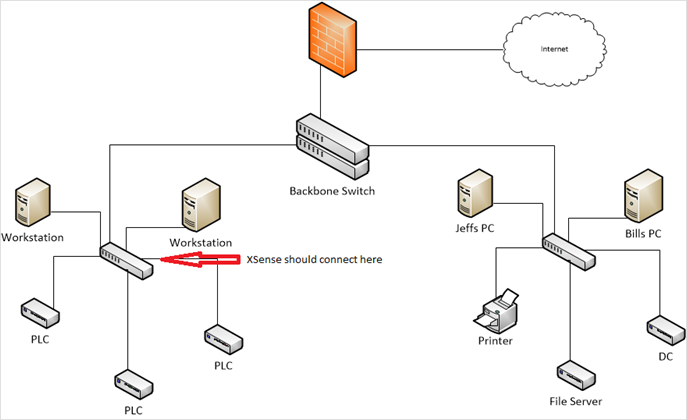 Internet
Backbone Switch
Workstation
Workstation
XSense should connect here
PLC
PLC
PLC
Jeffs PC
Bills PC
Printer
DC
File Server